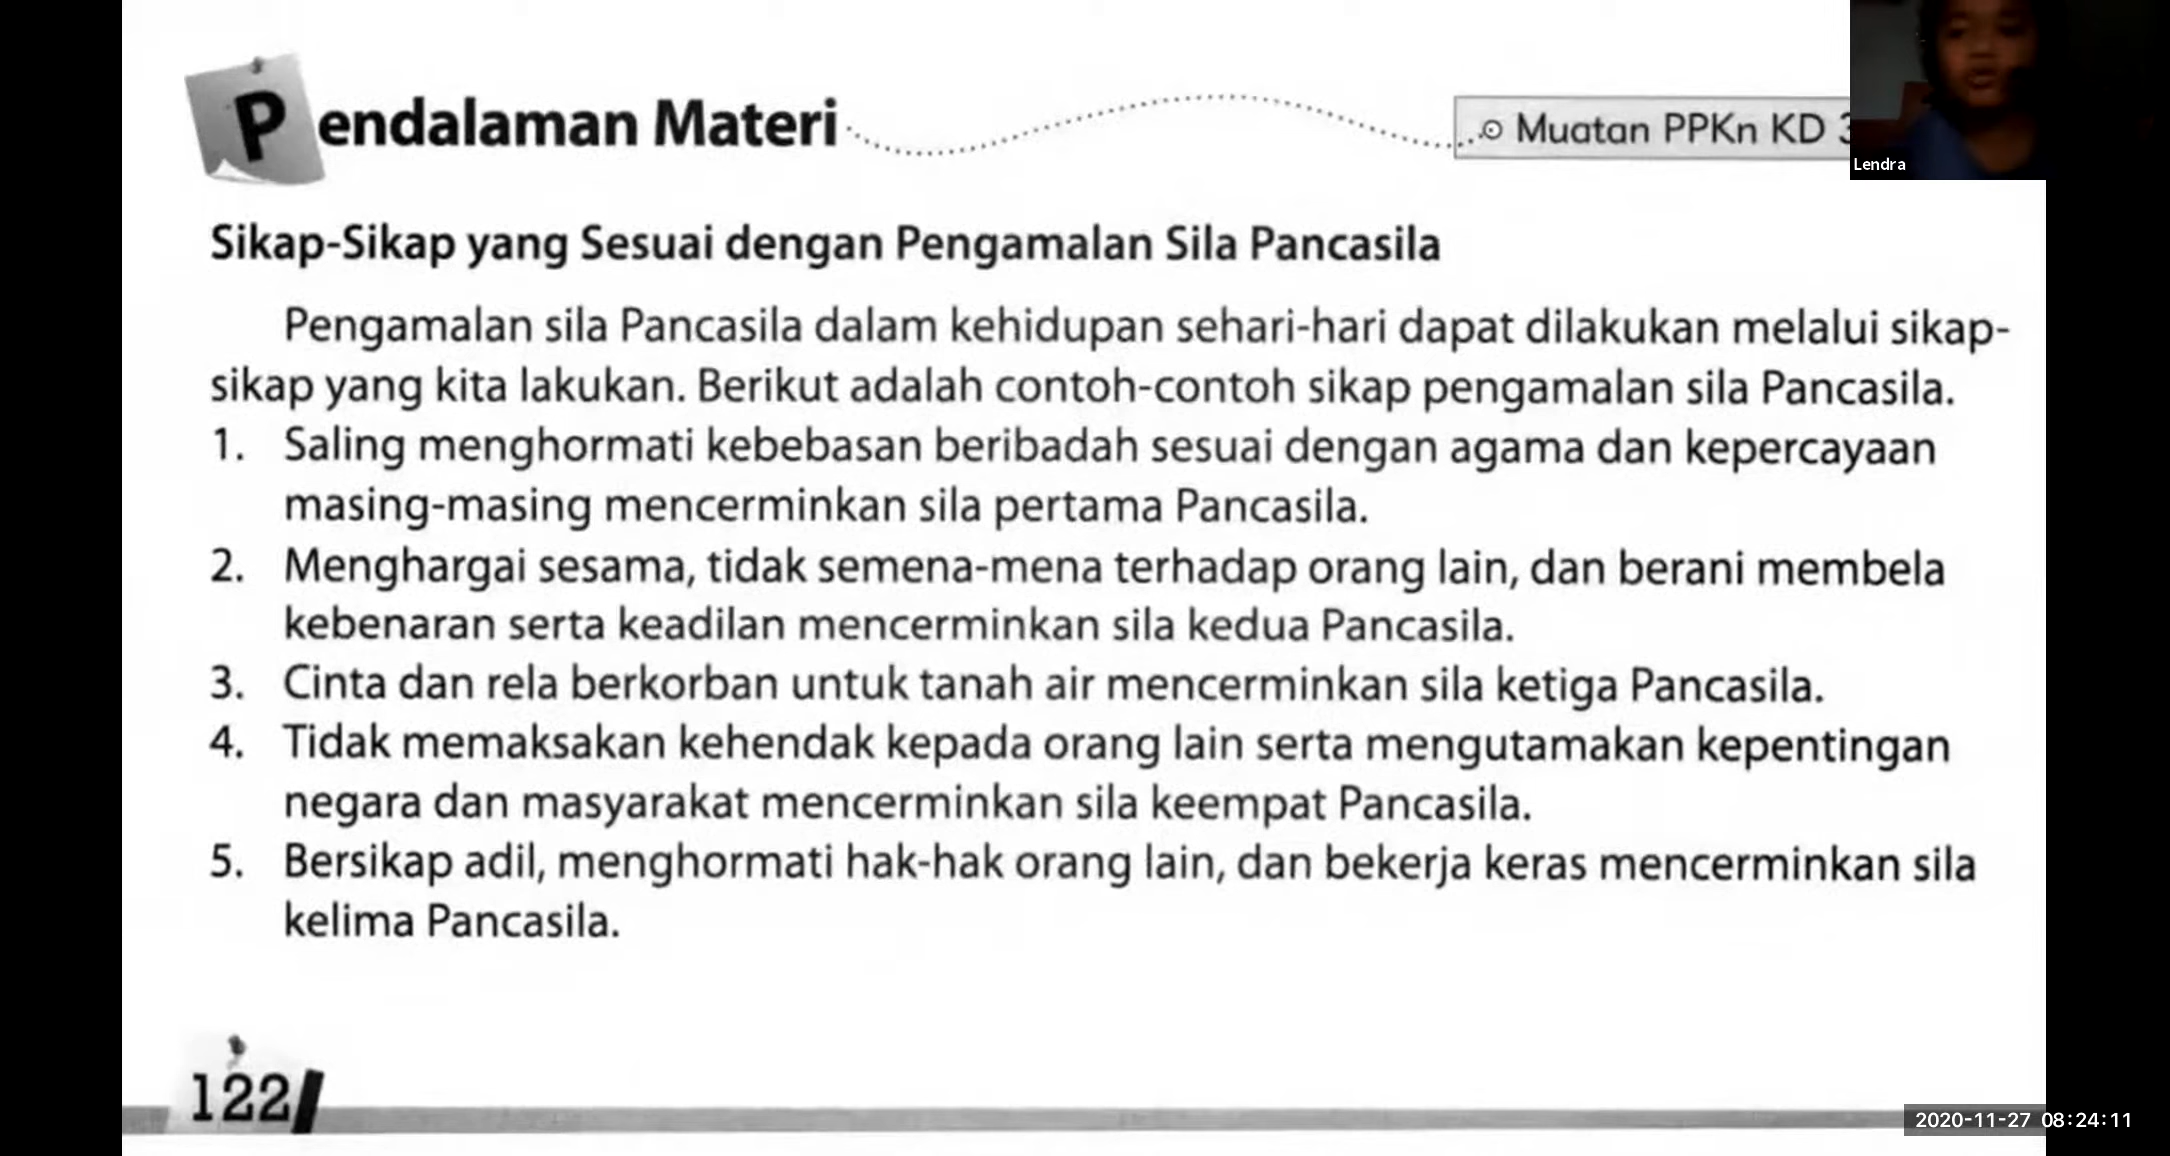 Pendalaman Materi
Muatan PPKn KD
Lendra
Sikap-Sikap yang Sesuai dengan Pengamalan Sila Pancasila
Pengamalan sila Pancasila dalam kehidupan sehari-hari dapat dilakukan melalui sikap-
sikap yang kita lakukan. Berikut adalah contoh-contoh sikap pengamalan sila Pancasila.
1. Saling menghormati kebebasan beribadah sesuai dengan agama dan kepercayaan
masing-masing mencerminkan sila pertama Pancasila.
2. Menghargai sesama, tidak semena-mena terhadap orang lain, dan berani membela
kebenaran serta keadilan mencerminkan sila kedua Pancasila.
3. Cinta dan rela berkorban untuk tanah air mencerminkan sila ketiga Pancasila.
4. Tidak memaksakan kehendak kepada orang lain serta mengutamakan kepentingan
negara dan masyarakat mencerminkan sila keempat Pancasila.
5. Bersikap adil, menghormati hak-hak orang lain, dan bekerja keras mencerminkan sila
kelima Pancasila.
122
2020-11-27 08:24:11